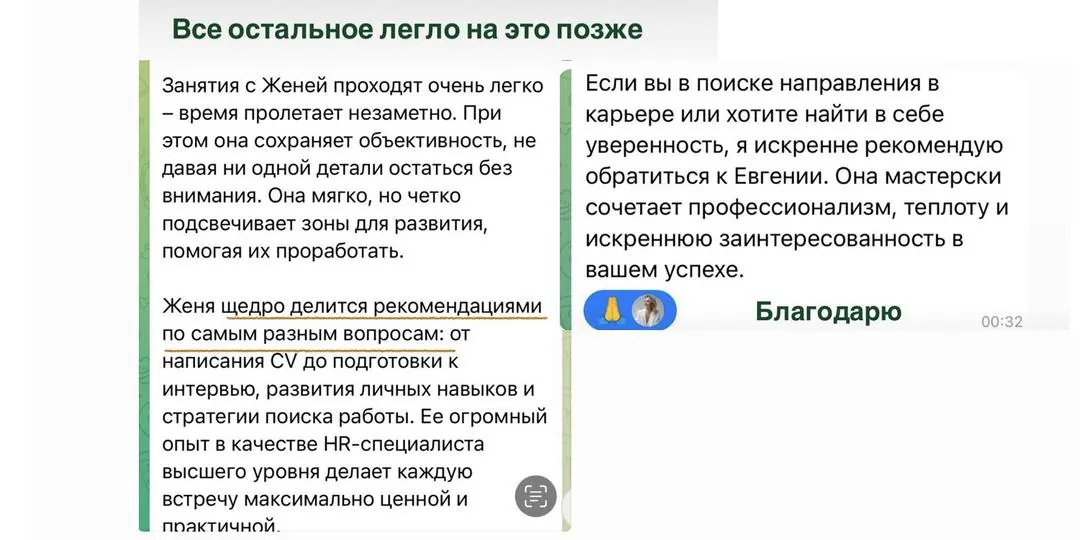 Все остальное легло на это позже
Занятия с Женей проходят очень легко
– время пролетает незаметно. При
этом она сохраняет объективность, не
давая ни одной детали остаться без
внимания. Она мягко, но четко
подсвечивает зоны для развития,
помогая их проработать.
Женя щедро делится рекомендациями
по самым разным вопросам: от
написания CV до подготовки к
интервью, развития личных навыков и
стратегии поиска работы. Ее огромный
опыт в качестве HR-специалиста
высшего уровня делает каждую
встречу максимально ценной и
практичной.
Если вы в поиске направления в
карьере или хотите найти в себе
уверенность, я искренне рекомендую
обратиться к Евгении. Она мастерски
сочетает профессионализм, теплоту и
искреннюю заинтересованность в
вашем успехе.
Благодарю
00:32